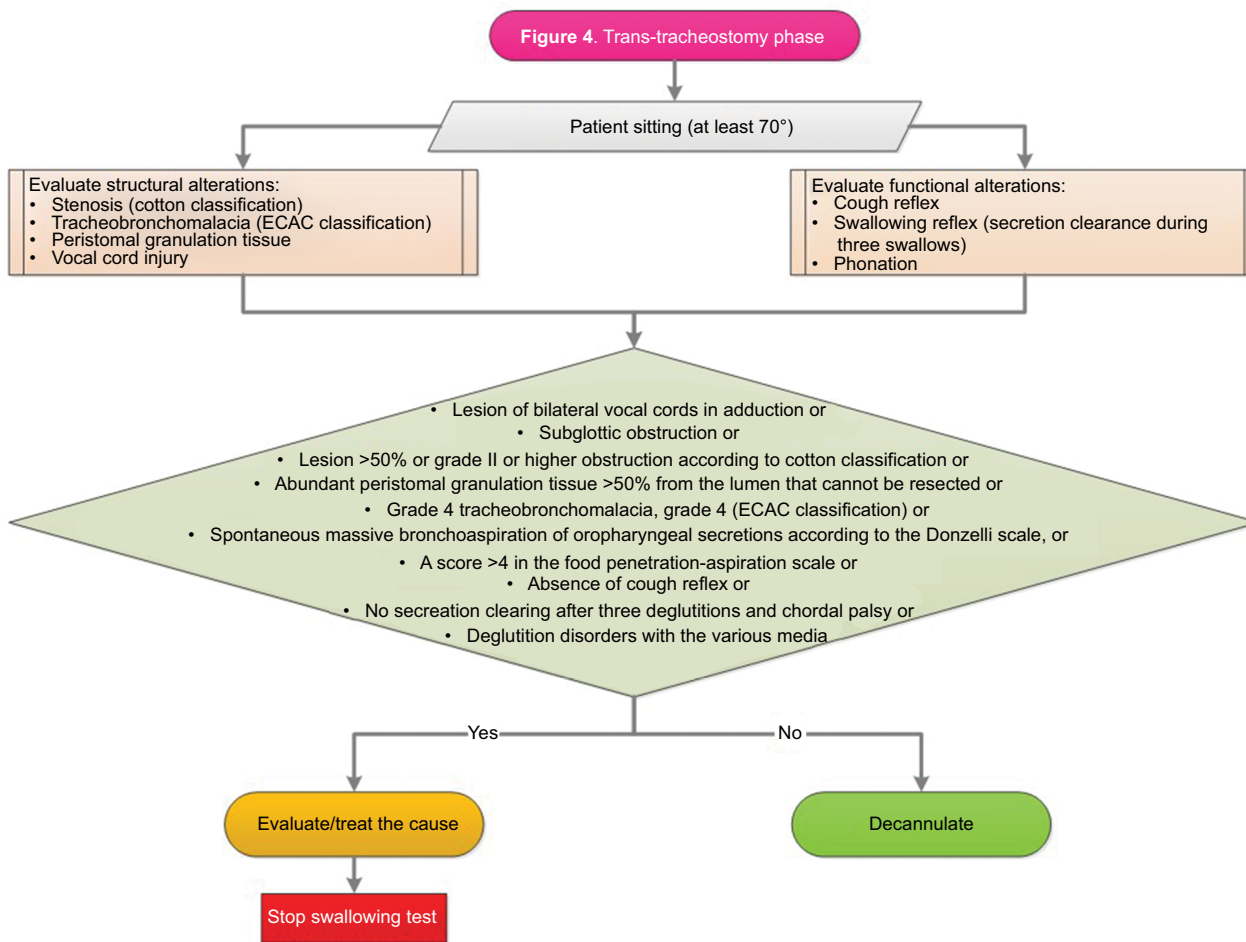 Figure 4. Trans-tracheostomy phase
Patient sitting (at least 70°)
Evaluate structural alterations:
• Stenosis (cotton classification)
• Tracheobronchomalacia (ECAC classification)
• Peristomal granulation tissue
• Vocal cord injury
Evaluate functional alterations:
• Cough reflex
• Swallowing reflex (secretion clearance during
three swallows)
• Phonation
• Lesion of bilateral vocal cords in adduction or
• Subglottic obstruction or
• Lesion >50% or grade II or higher obstruction according to cotton classification or
• Abundant peristomal granulation tissue >50% from the lumen that cannot be resected or
• Grade 4 tracheobronchomalacia, grade 4 (ECAC classification) or
• Spontaneous massive bronchoaspiration of oropharyngeal secretions according to the Donzelli scale, or
• A score >4 in the food penetration-aspiration scale or
• Absence of cough reflex or
• No secreation clearing after three deglutitions and chordal palsy or
• Deglutition disorders with the various media
Yes
No
Evaluate/treat the cause
Decannulate
Stop swallowing test